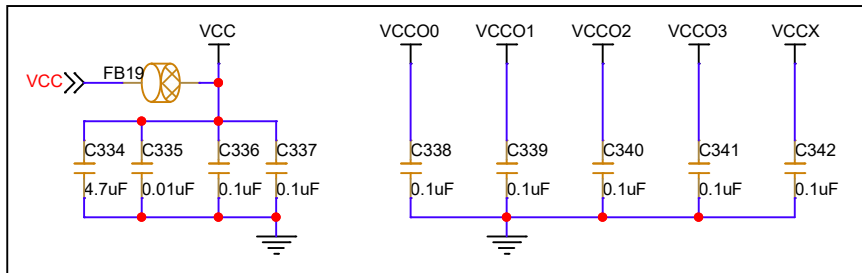 VCC VCCO0 VCCO1 VCCO2 VCCO3 VCCX
VCC FB19
C334 C335 C336 C337 C338 C339 C340 C341 C342
4.7uF 0.01uF 0.1uF 0.1uF 0.1uF 0.1uF 0.1uF 0.1uF 0.1uF